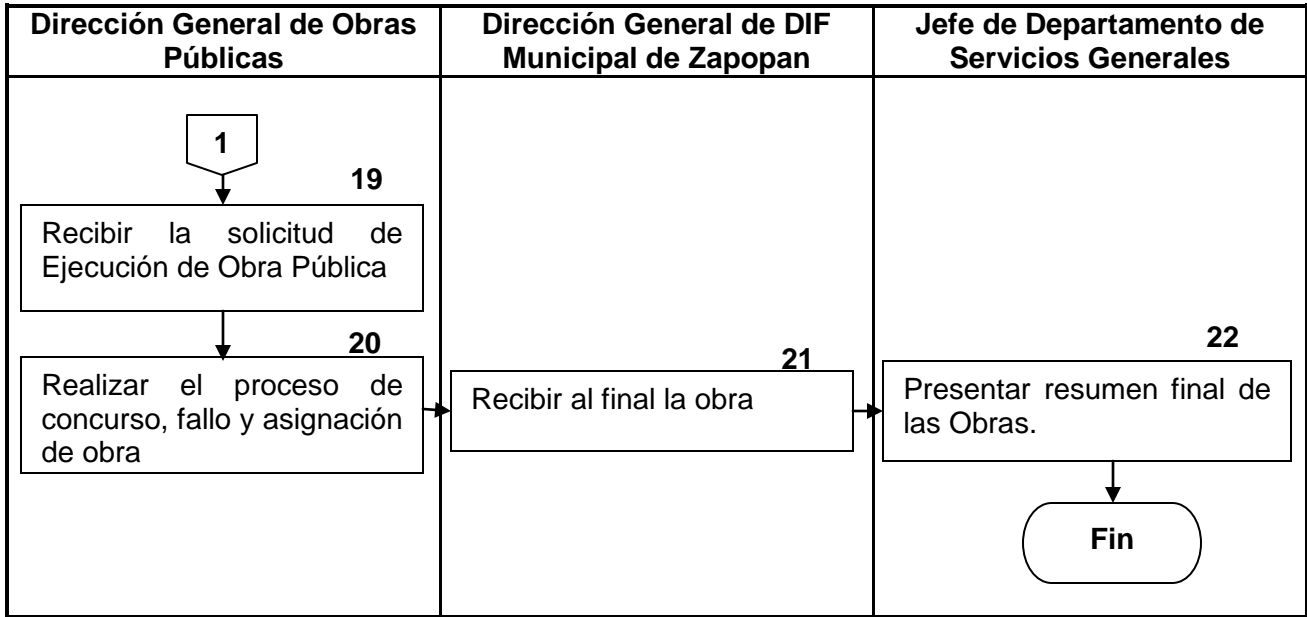 Dirección General de Obras
Públicas
Dirección General de DIF
Municipal de Zapopan
Jefe de Departamento de
Servicios Generales
1
19
Recibir la solicitud de
Ejecución de Obra Pública
20
Realizar el proceso de
concurso, fallo y asignación
de obra
21
Recibir al final la obra
22
Presentar resumen final de
las Obras.
Fin